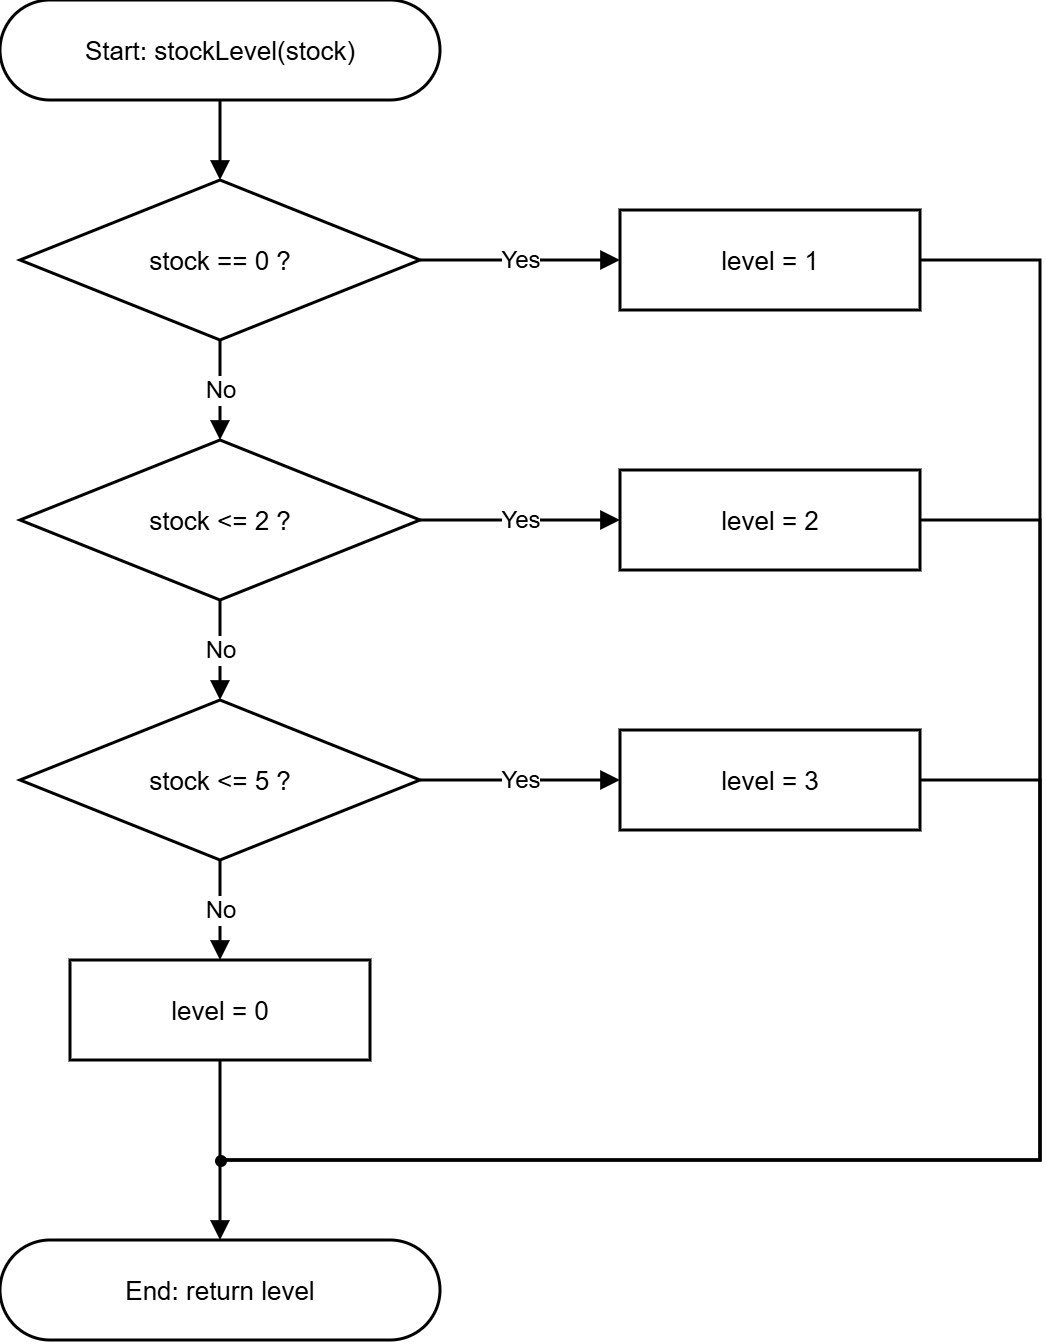 Start: stockLevel(stock)
stock == 0 ?
Yes
level = 1
No
stock <= 2 ?
Yes
level = 2
No
stock <= 5 ?
Yes
level = 3
No
level = 0
End: return level